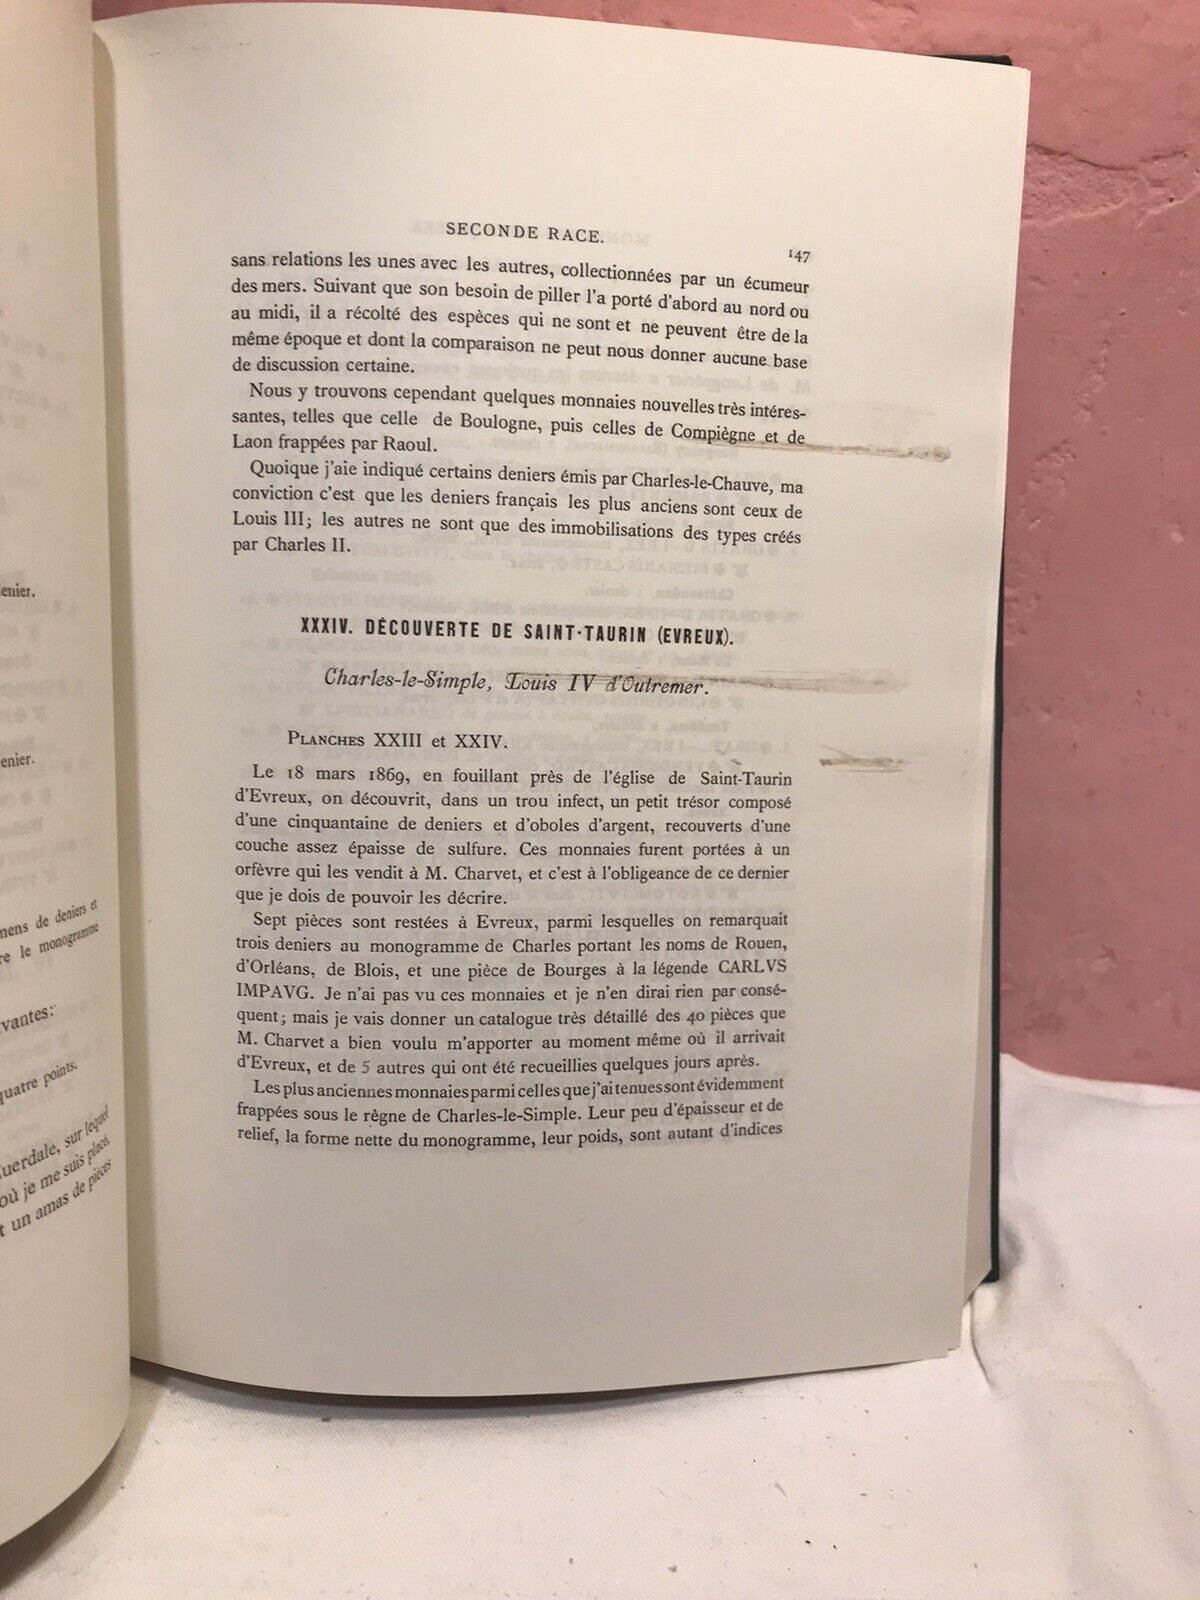 enier.
enier.
mens de deniers et
re le monogramme
vantes:
quatre points.
uerdale, sur lequel
où je me suis placé,
t un amas de pièces
SECONDE RACE.
147
sans relations les unes avec les autres, collectionnées par un écumeur
des mers. Suivant que son besoin de piller l'a porté d'abord au nord ou
au midi, il a récolté des espèces qui ne sont et ne peuvent être de la
même époque et dont la comparaison ne peut nous donner aucune base
de discussion certaine.
Nous y trouvons cependant quelques monnaies nouvelles très intéres-
santes, telles que celle de Boulogne, puis celles de Compiègne et de
Laon frappées par Raoul.
Quoique j'aie indiqué certains deniers émis par Charles-le-Chauve, ma
conviction c'est que les deniers français les plus anciens sont ceux de
Louis III; les autres ne sont que des immobilisations des types créés
par Charles II.
XXXIV. DÉCOUVERTE DE SAINT-TAURIN (EVREUX).
Charles-le-Simple, Louis IV d'Outremer.
PLANCHES XXIII et XXIV.
Le 18 mars 1869, en fouillant près de l'église de Saint-Taurin
d'Evreux, on découvrit, dans un trou infect, un petit trésor composé
d'une cinquantaine de deniers et d'oboles d'argent, recouverts d'une
couche assez épaisse de sulfure. Ces monnaies furent portées à un
orfèvre qui les vendit à M. Charvet, et c'est à l'obligeance de ce dernier
que je dois de pouvoir les décrire.
Sept pièces sont restées à Evreux, parmi lesquelles on remarquait
trois deniers au monogramme de Charles portant les noms de Rouen,
d'Orléans, de Blois, et une pièce de Bourges à la légende CARLVS
IMPAVG. Je n'ai pas vu ces monnaies et je n'en dirai rien par consé-
quent; mais je vais donner un catalogue très détaillé des 40 pièces que
M. Charvet a bien voulu m'apporter au moment même où il arrivait
d'Evreux, et de 5 autres qui ont été recueillies quelques jours après.
Les plus anciennes monnaies parmi celles que j'ai tenues sont évidemment
frappées sous le règne de Charles-le-Simple. Leur peu d'épaisseur et de
relief, la forme nette du monogramme, leur poids, sont autant d'indices